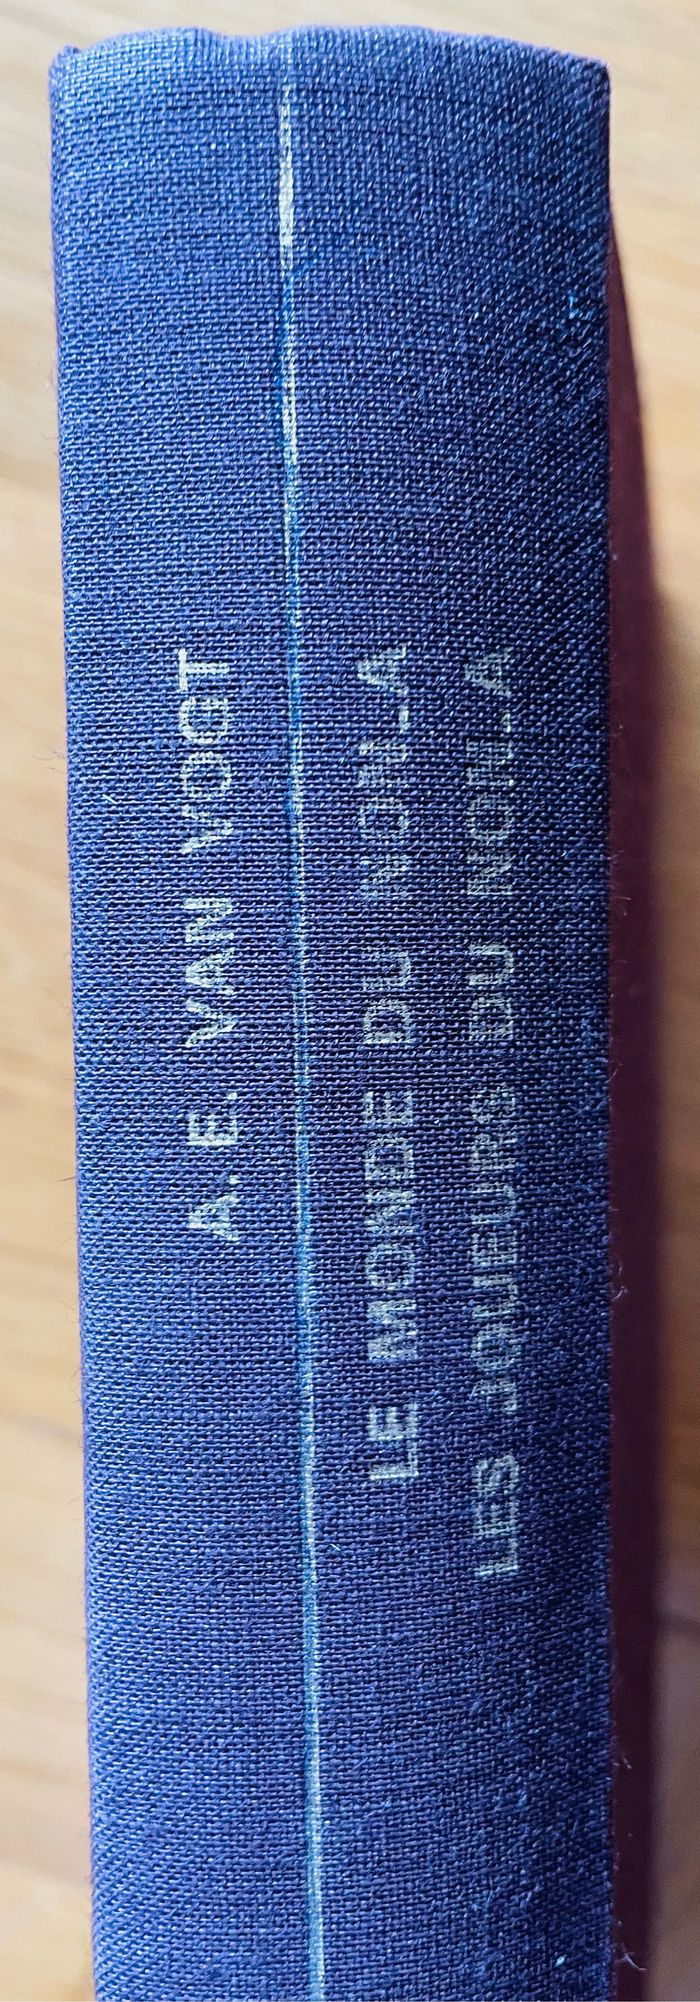 A.E. VAN VOGT
LE MONDE DU NON-A
LES JOUEURS DU NON-A